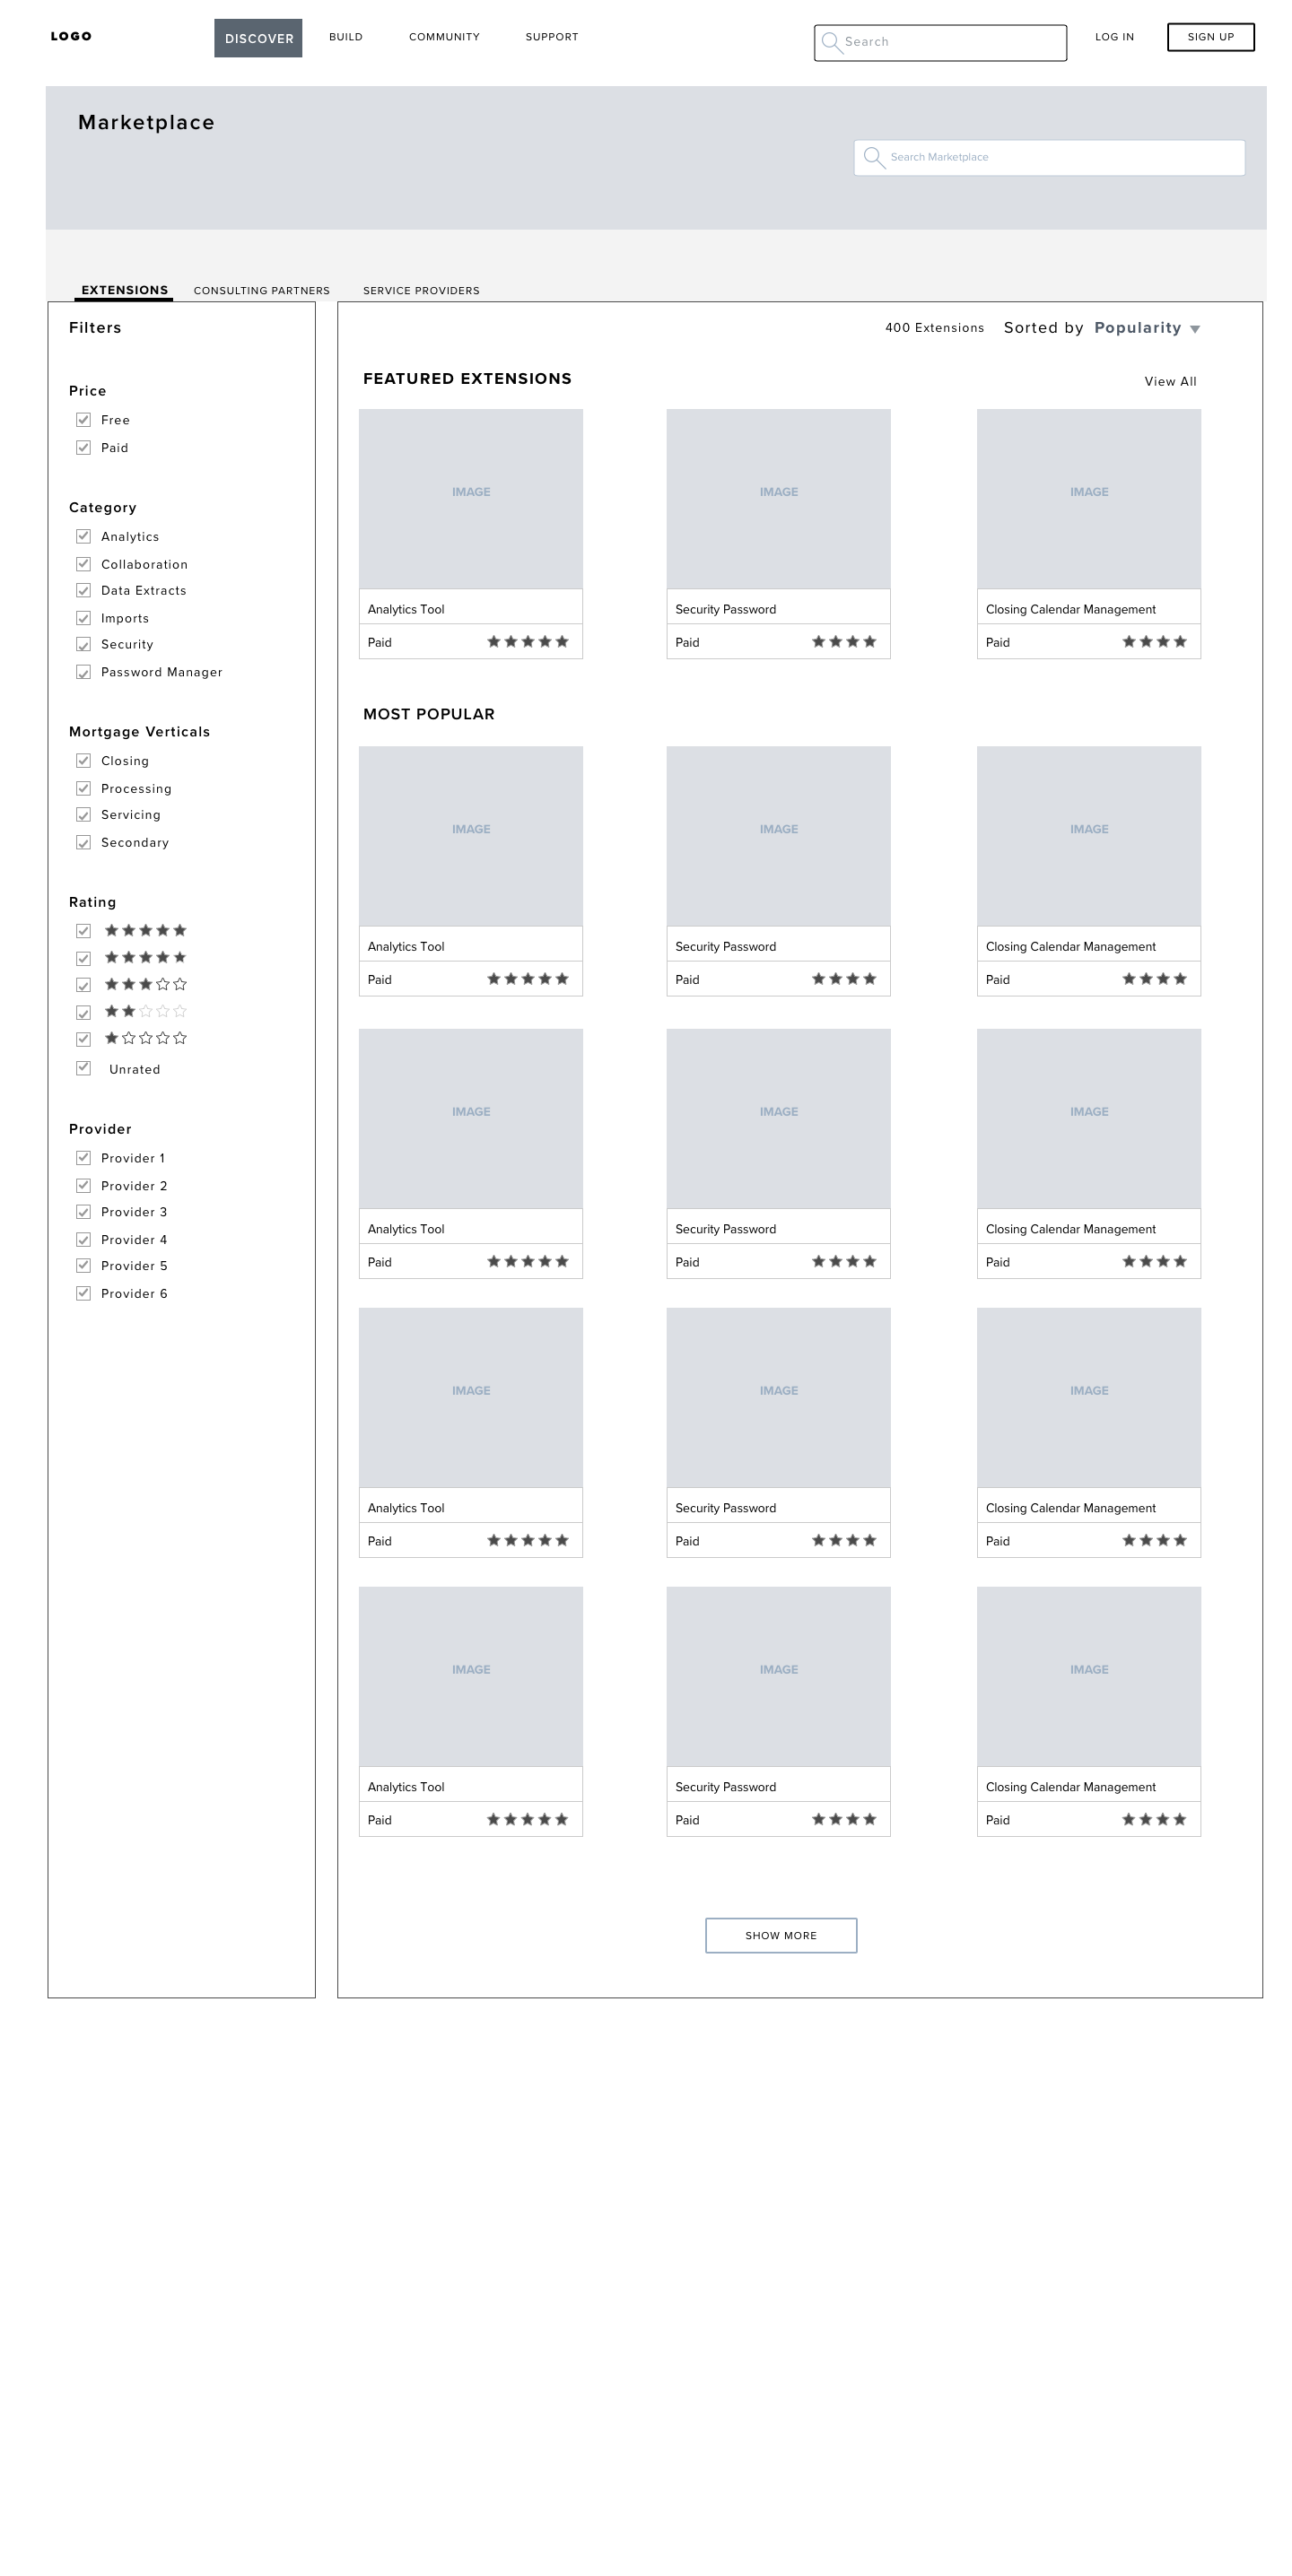 LOGO
DISCOVER
BUILD
COMMUNITY
SUPPORT
Search
LOG IN
SIGN UP
Marketplace
Search Marketplace
EXTENSIONS
CONSULTING PARTNERS
SERVICE PROVIDERS
Filters
Price
Free
Paid
Category
Analytics
Collaboration
Data Extracts
Imports
Security
Password Manager
Mortgage Verticals
Closing
Processing
Servicing
Secondary
Rating
Unrated
Provider
Provider 1
Provider 2
Provider 3
Provider 4
Provider 5
Provider 6
400 Extensions
Sorted by Popularity
FEATURED EXTENSIONS
View All
IMAGE
IMAGE
IMAGE
Analytics Tool
Security Password
Closing Calendar Management
Paid
Paid
Paid
MOST POPULAR
IMAGE
IMAGE
IMAGE
Analytics Tool
Security Password
Closing Calendar Management
Paid
Paid
Paid
IMAGE
IMAGE
IMAGE
Analytics Tool
Security Password
Closing Calendar Management
Paid
Paid
Paid
IMAGE
IMAGE
IMAGE
Analytics Tool
Security Password
Closing Calendar Management
Paid
Paid
Paid
IMAGE
IMAGE
IMAGE
Analytics Tool
Security Password
Closing Calendar Management
Paid
Paid
Paid
SHOW MORE